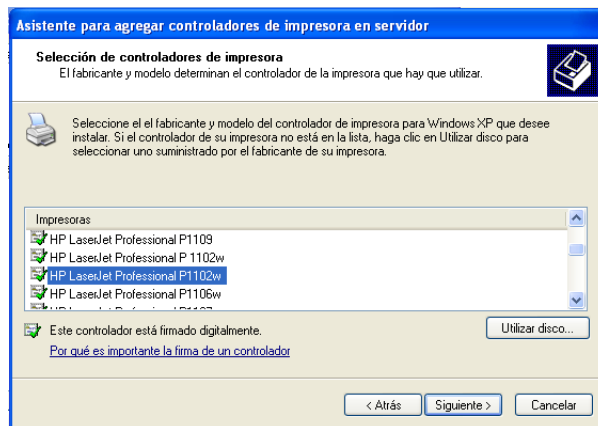 Asistente para agregar controladores de impresora en servidor
Selección de controladores de impresora
El fabricante y modelo determinan el controlador de la impresora que hay que utilizar.
Seleccione el el fabricante y modelo del controlador de impresora para Windows XP que desee
instalar. Si el controlador de su impresora no está en la lista, haga clic en Utilizar disco para
seleccionar uno suministrado por el fabricante de su impresora.
Impresoras
HP LaserJet Professional P1109
HP LaserJet Professional P 1102w
HP LaserJet Professional P1102w
HP LaserJet Professional P1106w
Este controlador está firmado digitalmente.
Utilizar disco...
Por qué es importante la firma de un controlador
< Atrás
Siguiente >
Cancelar